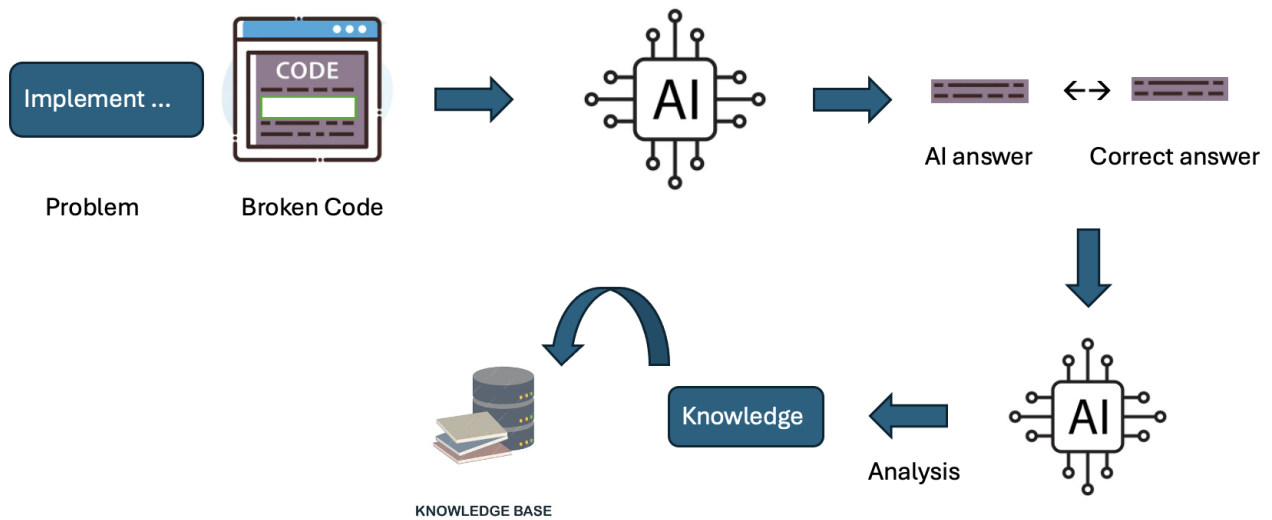 Implement ...
CODE
AI
AI answer
Correct answer
Problem
Broken Code
Knowledge
AI
Analysis
KNOWLEDGE BASE